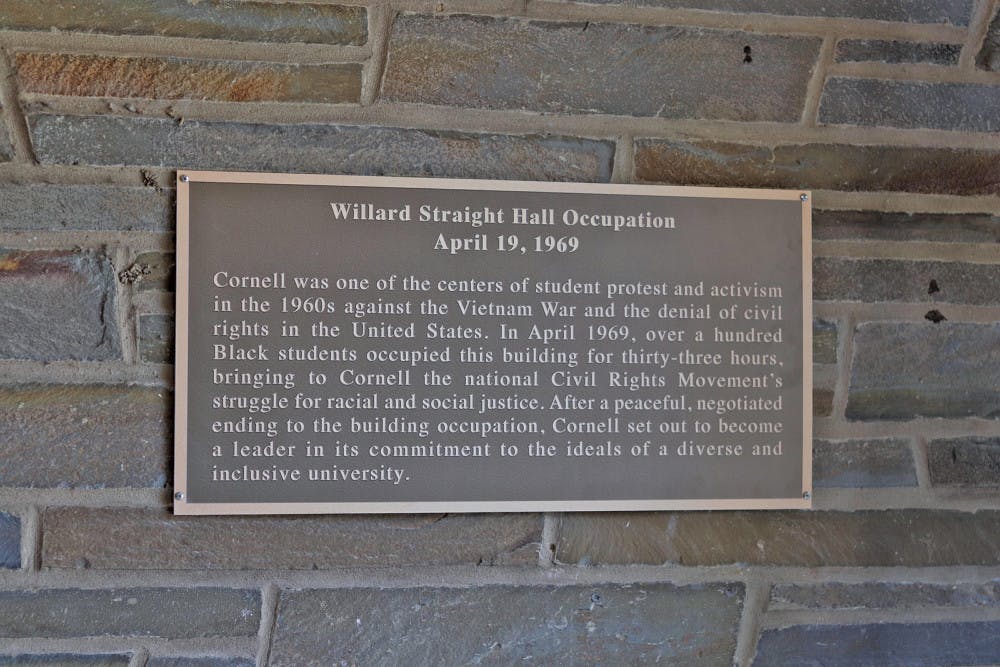 Willard Straight Hall Occupation
April 19, 1969
Cornell was one of the centers of student protest and activism
in the 1960s against the Vietnam War and the denial of civil
rights in the United States. In April 1969, over a hundred
Black students occupied this building for thirty-three hours,
bringing to Cornell the national Civil Rights Movement's
struggle for racial and social justice. After a peaceful, negotiated
ending to the building occupation, Cornell set out to become
a leader in its commitment to the ideals of a diverse and
inclusive university.